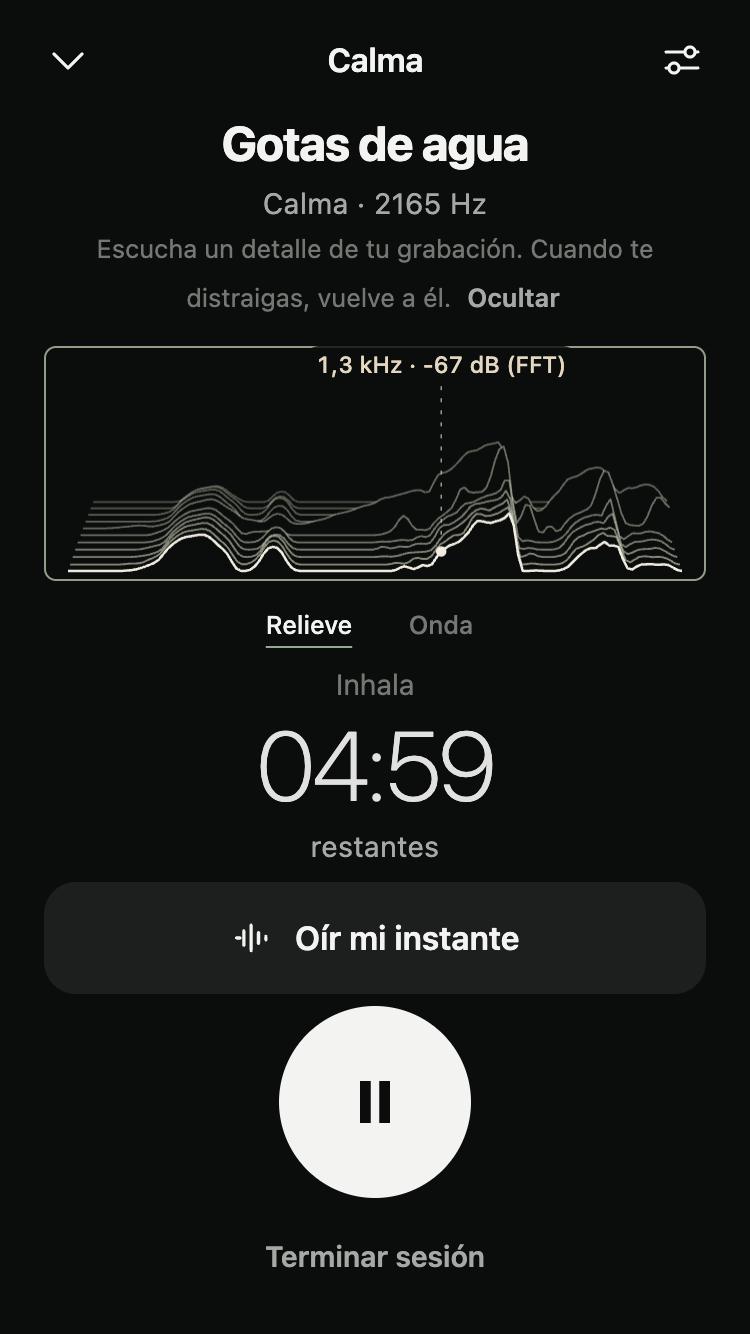 Calma
Gotas de agua
Calma · 2165 Hz
Escucha un detalle de tu grabación. Cuando te
distraigas, vuelve a él. Ocultar
1,3 kHz · -67 dB (FFT)
Relieve Onda
Inhala
04:59
restantes
Oír mi instante
Terminar sesión